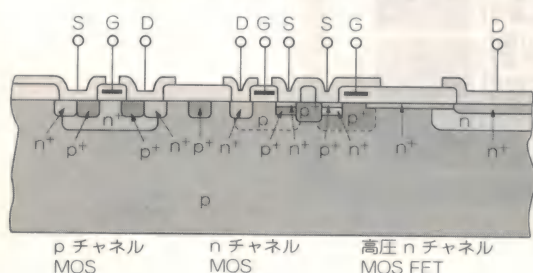 S G D D G S S G D
n⁺ p p⁺ p⁺ n
n⁺ p⁺ p⁺ n⁺ p⁺ n⁺ p⁺ n⁺ n⁺ n⁺ n⁺
p
p チャネル
MOS
n チャネル
MOS
高圧 n チャネル
MOS FET